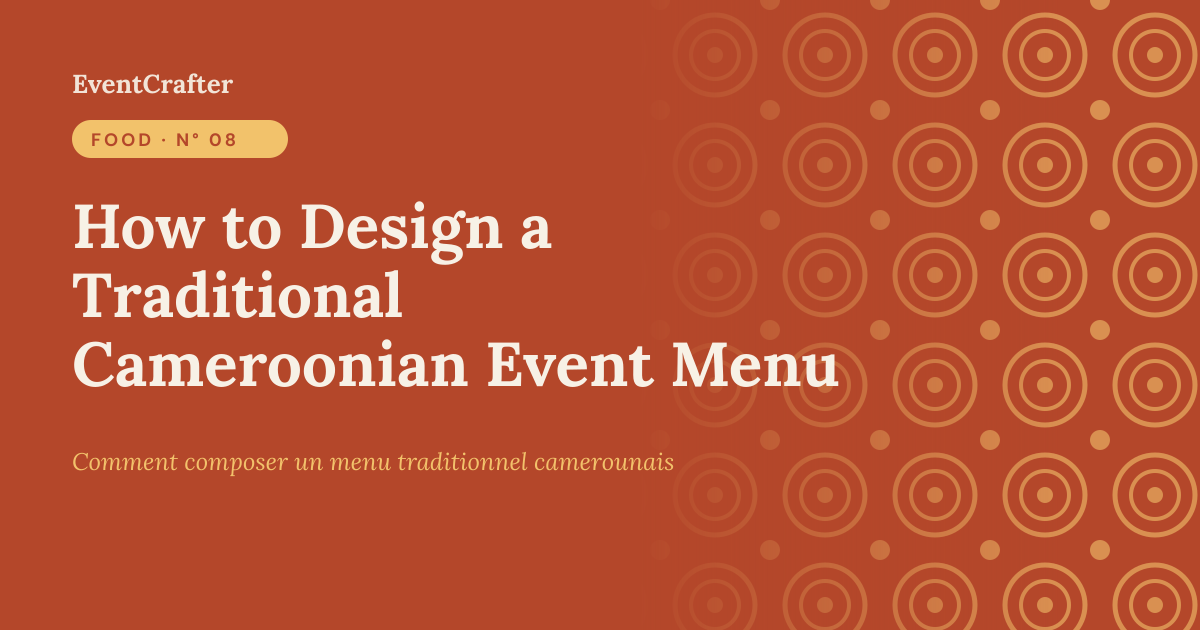 EventCrafter
FOOD · N° 08
How to Design a
Traditional
Cameroonian Event Menu
Comment composer un menu traditionnel camerounais